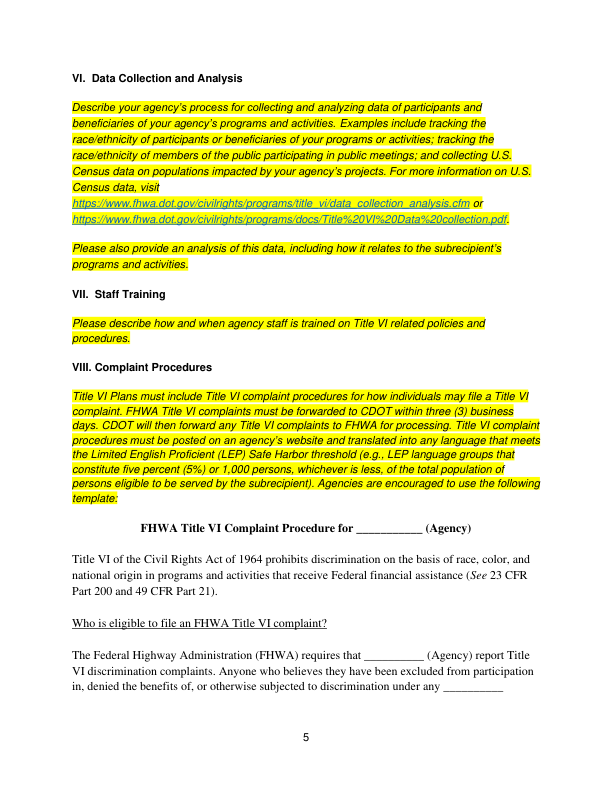 VI. Data Collection and Analysis
Describe your agency's process for collecting and analyzing data of participants and
beneficiaries of your agency's programs and activities. Examples include tracking the
race/ethnicity of participants or beneficiaries of your programs or activities; tracking the
race/ethnicity of members of the public participating in public meetings; and collecting U.S.
Census data on populations impacted by your agency's projects. For more information on U.S.
Census data, visit
https://www.fhwa.dot.gov/civilrights/programs/title_vi/data_collection_analysis.cfm or
https://www.fhwa.dot.gov/civilrights/programs/docs/Title%20VI%20Data%20collection.pdf.
Please also provide an analysis of this data, including how it relates to the subrecipient's
programs and activities.
VII. Staff Training
Please describe how and when agency staff is trained on Title VI related policies and
procedures.
VIII. Complaint Procedures
Title VI Plans must include Title VI complaint procedures for how individuals may file a Title VI
complaint. FHWA Title VI complaints must be forwarded to CDOT within three (3) business
days. CDOT will then forward any Title VI complaints to FHWA for processing. Title VI complaint
procedures must be posted on an agency's website and translated into any language that meets
the Limited English Proficient (LEP) Safe Harbor threshold (e.g., LEP language groups that
constitute five percent (5%) or 1,000 persons, whichever is less, of the total population of
persons eligible to be served by the subrecipient). Agencies are encouraged to use the following
template:
FHWA Title VI Complaint Procedure for ___________ (Agency)
Title VI of the Civil Rights Act of 1964 prohibits discrimination on the basis of race, color, and
national origin in programs and activities that receive Federal financial assistance (See 23 CFR
Part 200 and 49 CFR Part 21).
Who is eligible to file an FHWA Title VI complaint?
The Federal Highway Administration (FHWA) requires that __________ (Agency) report Title
VI discrimination complaints. Anyone who believes they have been excluded from participation
in, denied the benefits of, or otherwise subjected to discrimination under any __________
5